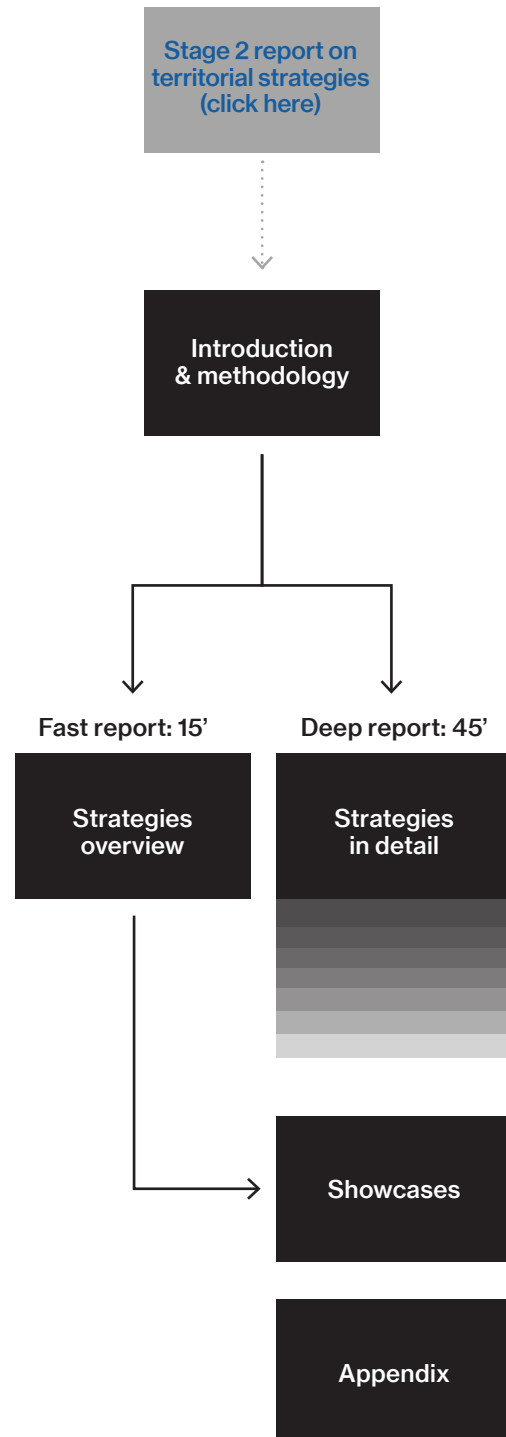 Stage 2 report on
territorial strategies
(click here)
Introduction
& methodology
Fast report: 15’
Strategies
overview
Deep report: 45’
Strategies
in detail
Showcases
Appendix